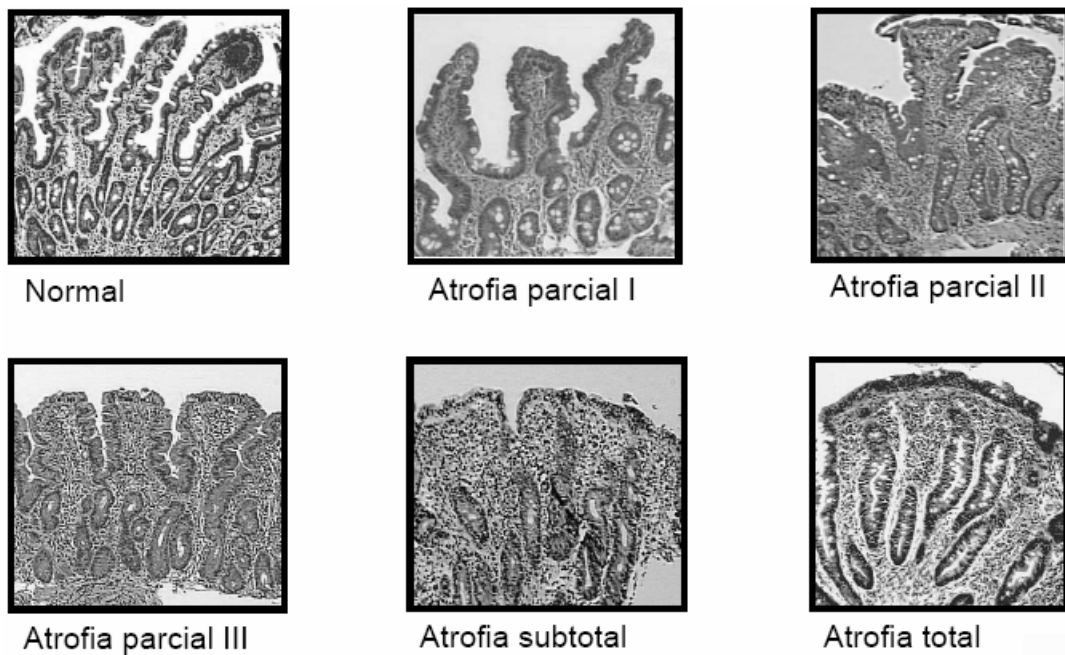 Normal
Atrofia parcial I
Atrofia parcial II
Atrofia parcial III
Atrofia subtotal
Atrofia total